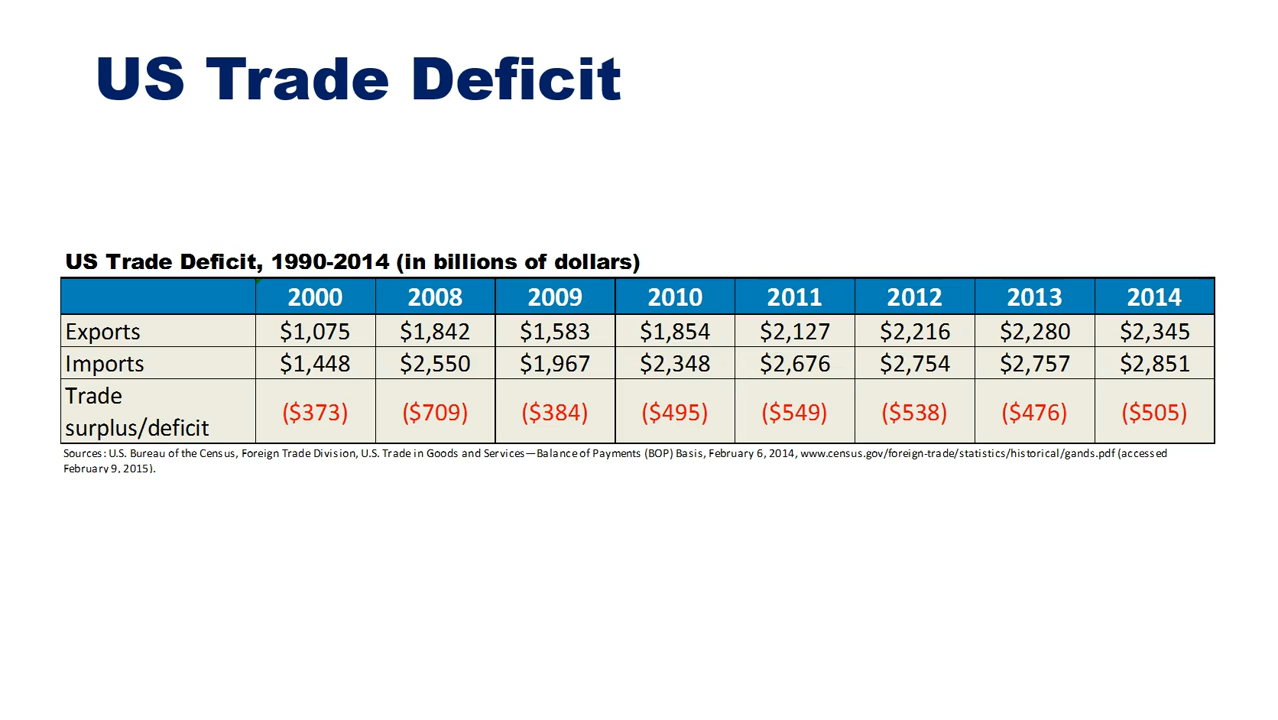 US Trade Deficit
US Trade Deficit, 1990-2014 (in billions of dollars)
2000 2008 2009 2010 2011 2012 2013 2014
Exports $1,075 $1,842 $1,583 $1,854 $2,127 $2,216 $2,280 $2,345
Imports $1,448 $2,550 $1,967 $2,348 $2,676 $2,754 $2,757 $2,851
Trade
surplus/deficit ($373) ($709) ($384) ($495) ($549) ($538) ($476) ($505)
Sources: U.S. Bureau of the Census, Foreign Trade Division, U.S. Trade in Goods and Services—Balance of Payments (BOP) Basis, February 6, 2014, www.census.gov/foreign-trade/statistics/historical/gands.pdf (accessed
February 9, 2015).